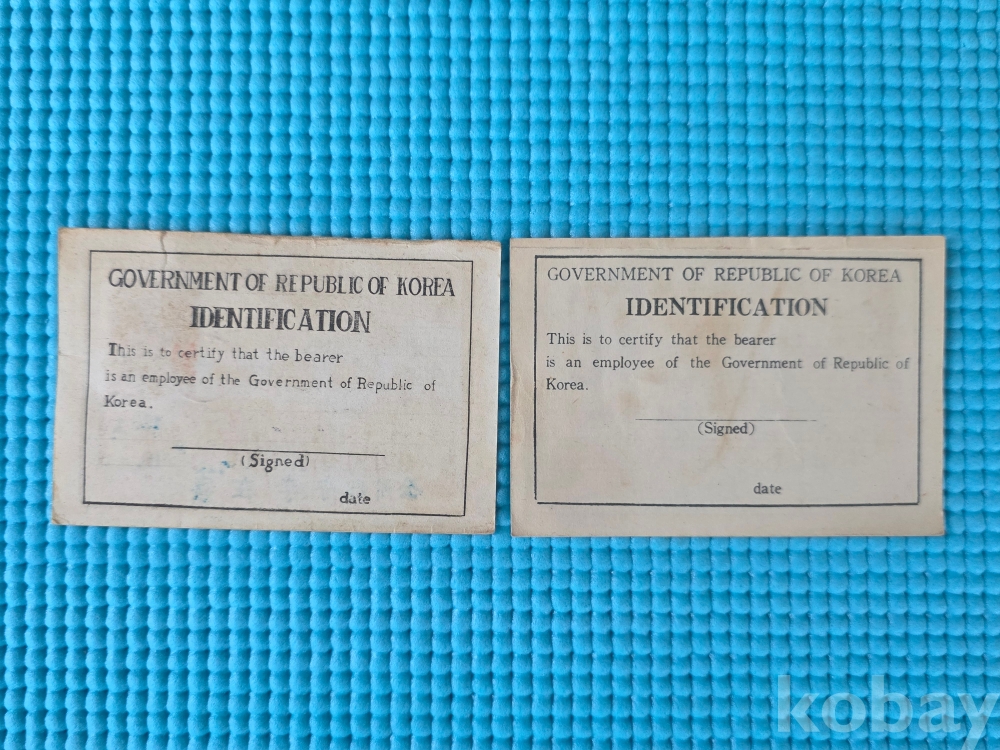 GOVERNMENT OF REPUBLIC OF KOREA
IDENTIFICATION
This is to certify that the bearer
is an employee of the Government of Republic of
Korea.
(Signed)
date
GOVERNMENT OF REPUBLIC OF KOREA
IDENTIFICATION
This is to certify that the bearer
is an employee of the Government of Republic of
Korea.
(Signed)
date
kobay